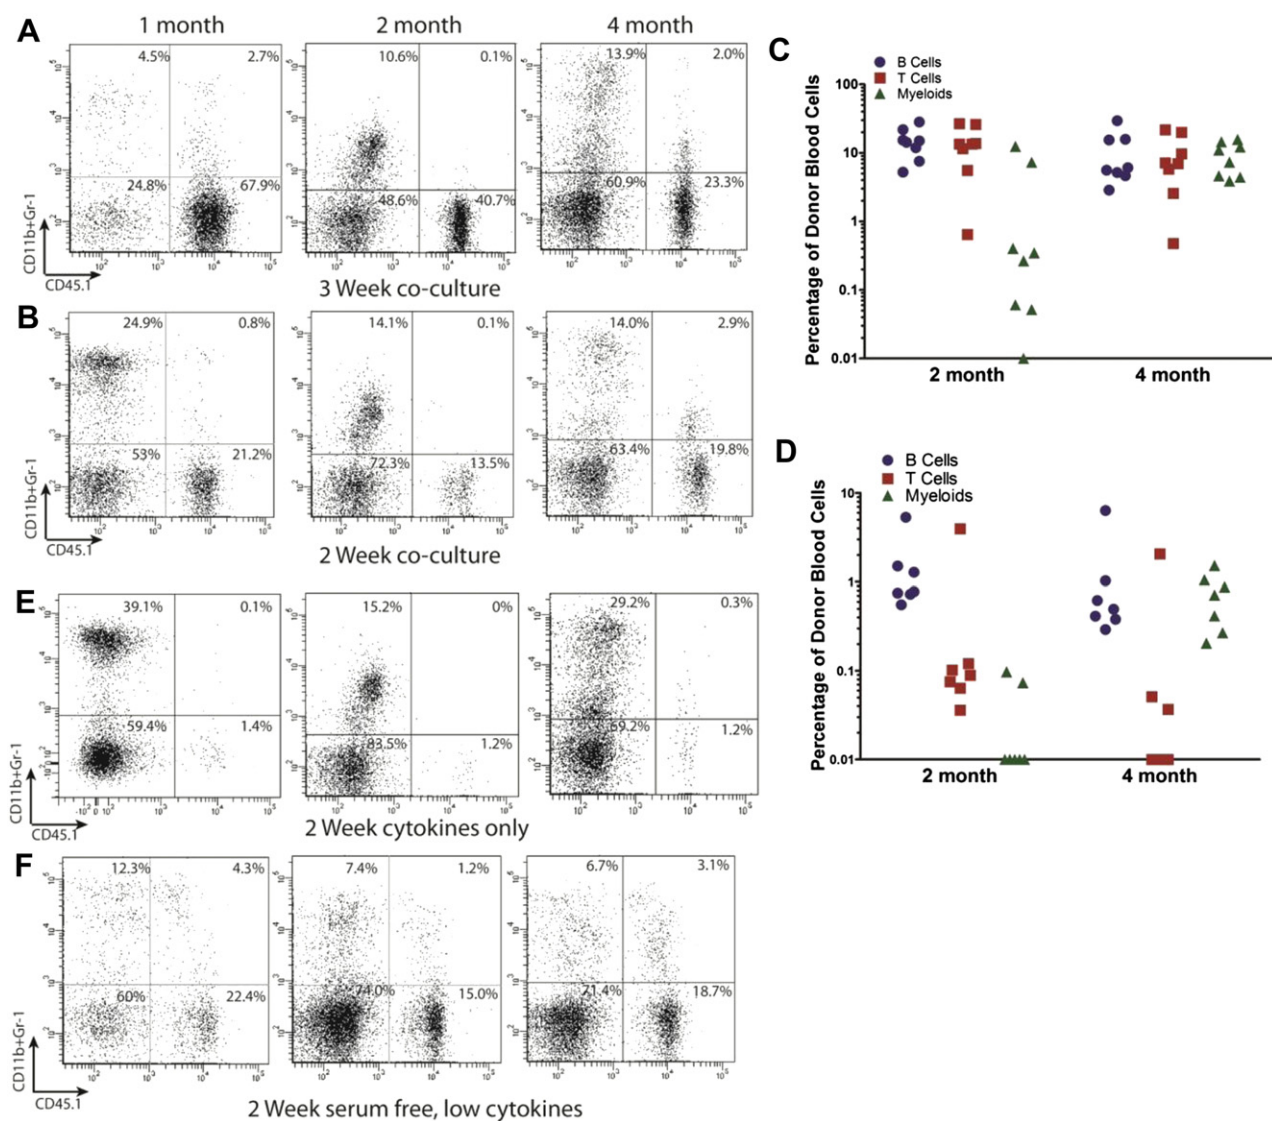 A
1 month
2 month
4 month
4.5%
2.7%
24.8%
67.9%
10.6%
0.1%
48.6%
40.7%
13.9%
2.0%
60.9%
23.3%
CD11b+Gr-1
CD45.1
3 Week co-culture
B
24.9%
0.8%
53%
21.2%
14.1%
0.1%
72.3%
13.5%
14.0%
2.9%
63.4%
19.8%
CD11b+Gr-1
CD45.1
2 Week co-culture
E
39.1%
0.1%
59.4%
1.4%
15.2%
0%
83.5%
1.2%
29.2%
0.3%
69.2%
1.2%
CD11b+Gr-1
CD45.1
2 Week cytokines only
F
12.3%
4.3%
60%
22.4%
7.4%
1.2%
74.0%
15.0%
6.7%
3.1%
71.4%
18.7%
CD11b+Gr-1
CD45.1
2 Week serum free, low cytokines
C
B Cells
T Cells
Myeloids
Percentage of Donor Blood Cells
100
10
1
0.1
0.01
2 month
4 month
D
B Cells
T Cells
Myeloids
Percentage of Donor Blood Cells
10
1
0.1
0.01
2 month
4 month